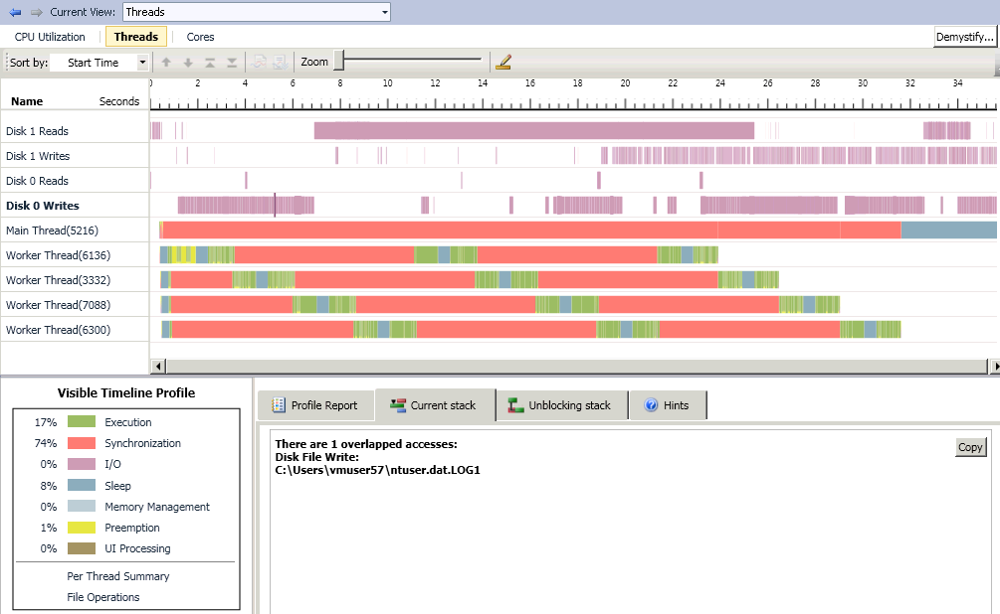 Current View: Threads
CPU Utilization Threads Cores Demystify...
Sort by: Start Time Zoom
Name Seconds 0 2 4 6 8 10 12 14 16 18 20 22 24 26 28 30 32 34
Disk 1 Reads
Disk 1 Writes
Disk 0 Reads
Disk 0 Writes
Main Thread(5216)
Worker Thread(6136)
Worker Thread(3332)
Worker Thread(7088)
Worker Thread(6300)
Visible Timeline Profile
17% Execution
74% Synchronization
0% I/O
8% Sleep
0% Memory Management
1% Preemption
0% UI Processing
Per Thread Summary
File Operations
Profile Report Current stack Unblocking stack Hints
There are 1 overlapped accesses:
Disk File Write:
C:\Users\vmuser57\ntuser.dat.LOG1
Copy